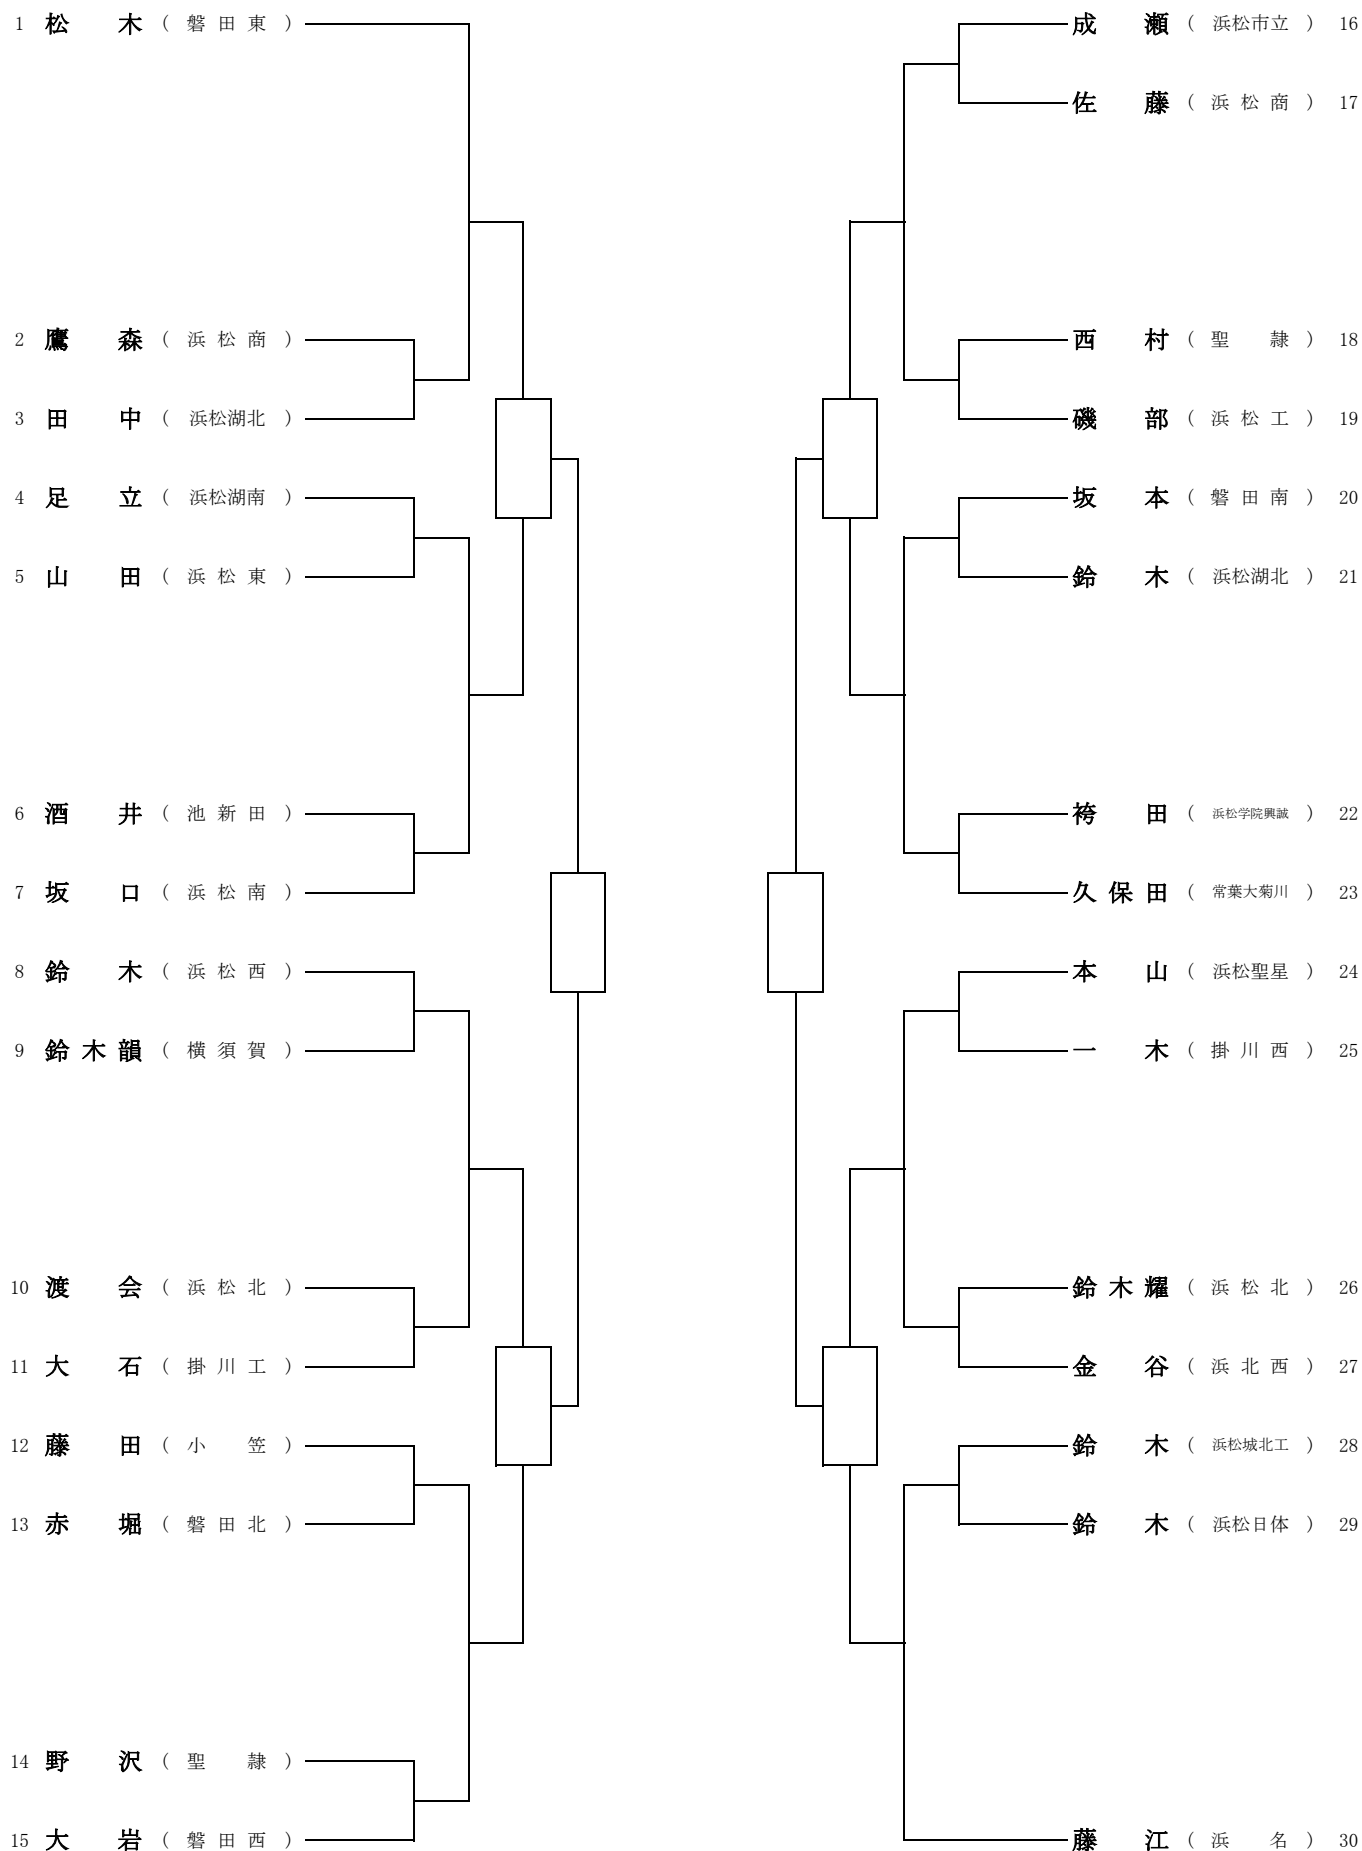 1 松木 （磐田東）
2 鷹森 （浜松商）
3 田中 （浜松湖北）
4 足立 （浜松湖南）
5 山田 （浜松東）
6 酒井 （池新田）
7 坂口 （浜松南）
8 鈴木 （浜松西）
9 鈴木韻 （横須賀）
10 渡会 （浜松北）
11 大石 （掛川工）
12 藤田 （小笠）
13 赤堀 （磐田北）
14 野沢 （聖隷）
15 大岩 （磐田西）
成瀬 （浜松市立） 16
佐藤 （浜松商） 17
西村 （聖隷） 18
磯部 （浜松工） 19
坂本 （磐田南） 20
鈴木 （浜松湖北） 21
袴田 （浜松学院興誠） 22
久保田 （常葉大菊川） 23
本山 （浜松聖星） 24
一木 （掛川西） 25
鈴木耀 （浜松北） 26
金谷 （浜北西） 27
鈴木 （浜松城北工） 28
鈴木 （浜松日体） 29
藤江 （浜名） 30